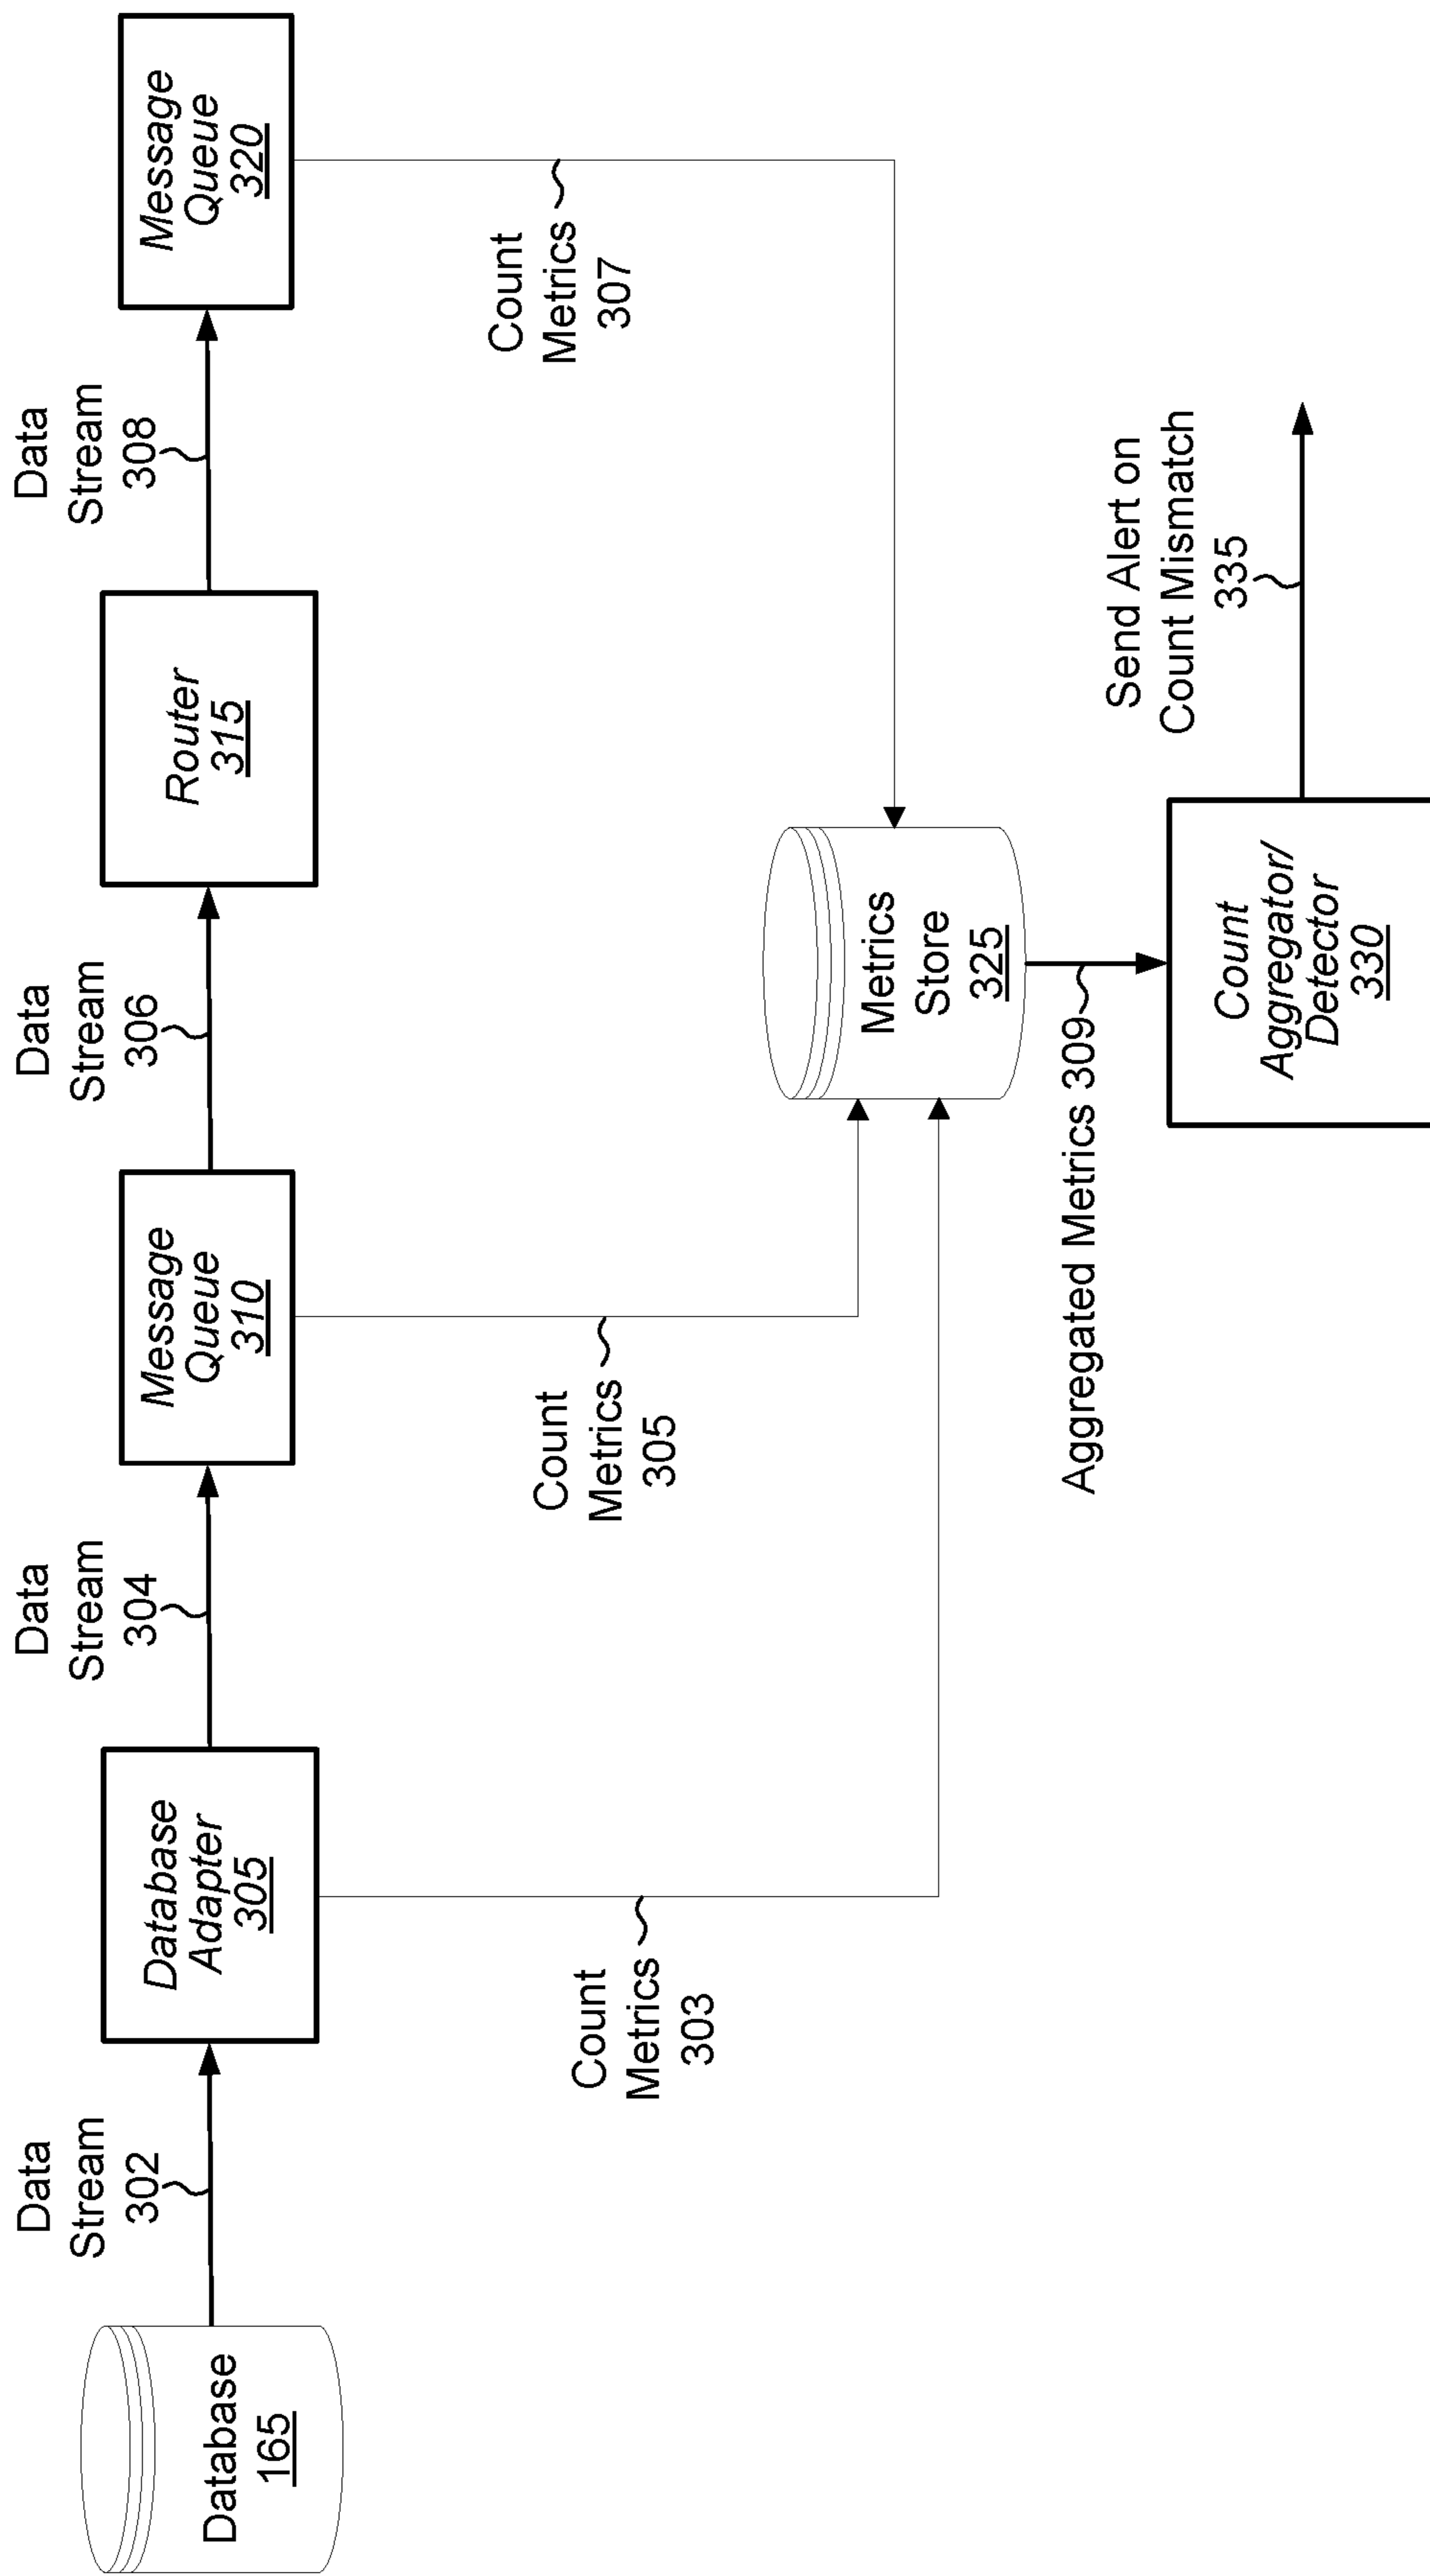 Database
165
Data
Stream
302
Database
Adapter
305
Data
Stream
304
Message
Queue
310
Data
Stream
306
Router
315
Data
Stream
308
Message
Queue
320
Count
Metrics
303
Count
Metrics
305
Count
Metrics
307
Metrics
Store
325
Aggregated Metrics 309
Count
Aggregator/
Detector
330
Send Alert on
Count Mismatch
335